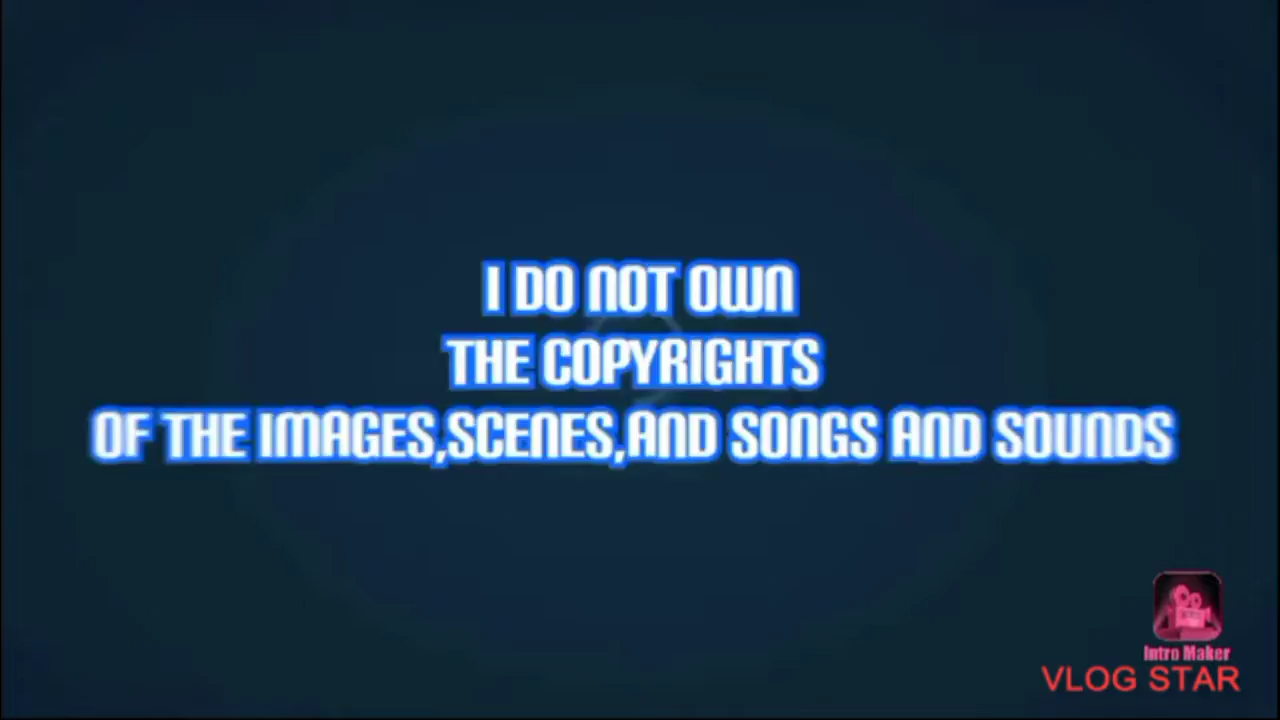 I DO NOT OWN
THE COPYRIGHTS
OF THE IMAGES,SCENES,AND SONGS AND SOUNDS
Intro Maker
VLOG STAR